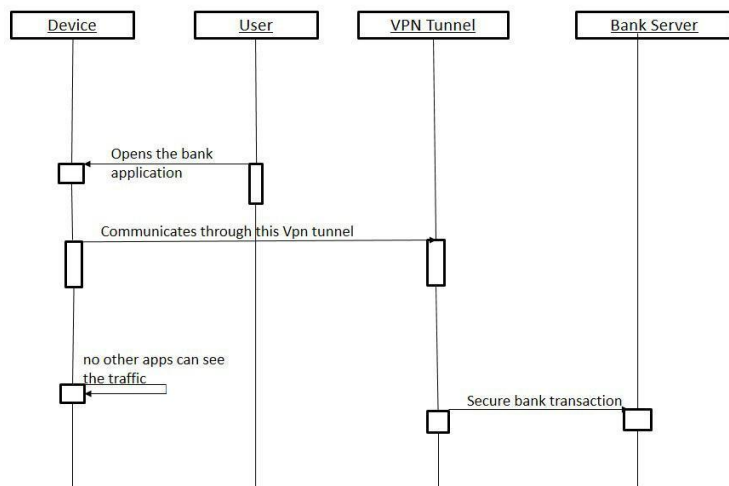 Device
User
VPN Tunnel
Bank Server
Opens the bank
application
Communicates through this Vpn tunnel
no other apps can see
the traffic
Secure bank transaction